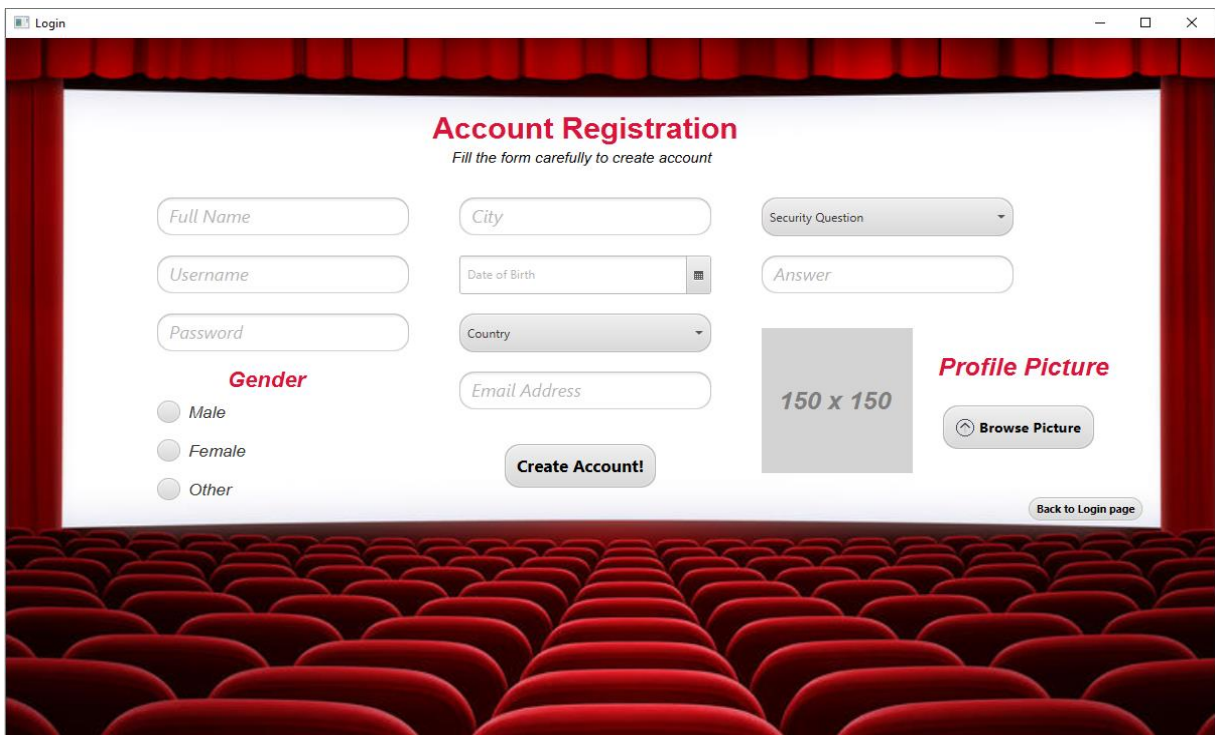 Login
Account Registration
Fill the form carefully to create account
Full Name
City
Security Question
Username
Date of Birth
Answer
Password
Country
Gender
Email Address
Male
Female
Other
Create Account!
150 x 150
Profile Picture
Browse Picture
Back to Login page